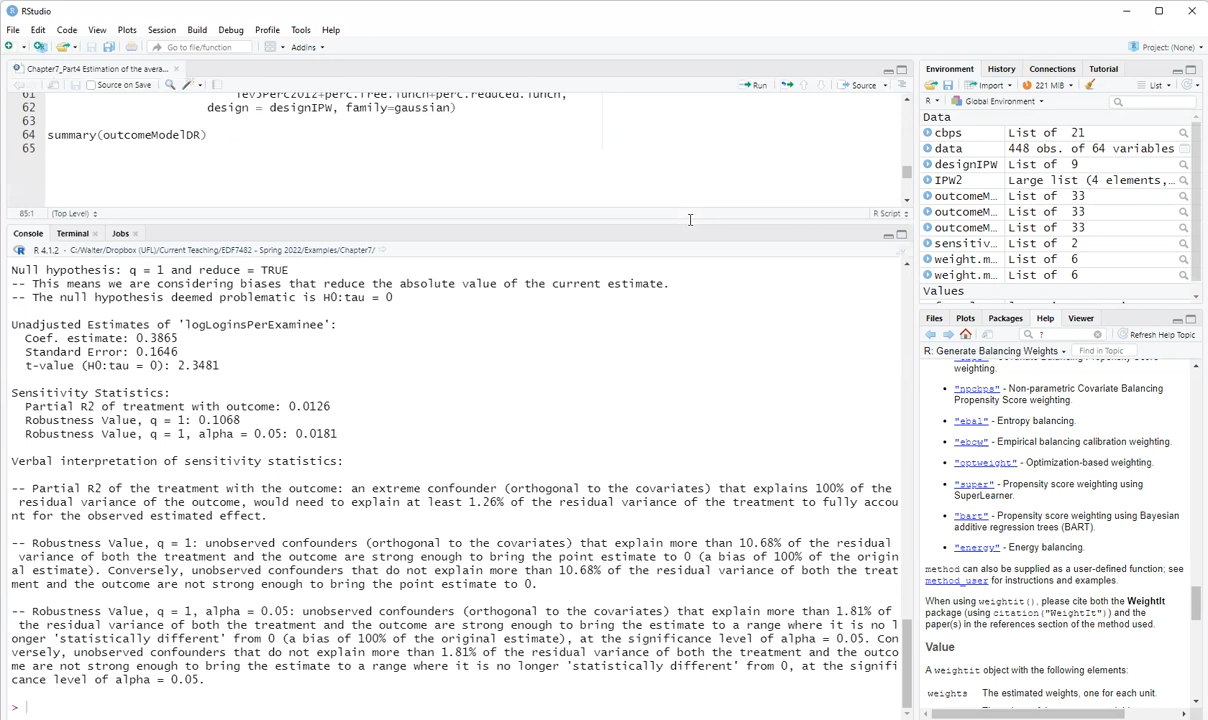 RStudio
File Edit Code View Plots Session Build Debug Profile Tools Help
Go to file/function Addins Project: (None)
Chapter7_Part4 Estimation of the avera...
Source on Save Run Source
61 lev5Perc2012+perc.free.lunch+perc.reduced.lunch,
62 design = designIPW, family=gaussian)
63
64 summary(outcomeModelDR)
65
85:1 (Top Level) R Script
Console Terminal Jobs
R 4.1.2 · C:/Walter/Dropbox (UFL)/Current Teaching/EDF7482 - Spring 2022/Examples/Chapter7/
Null hypothesis: q = 1 and reduce = TRUE
-- This means we are considering biases that reduce the absolute value of the current estimate.
-- The null hypothesis deemed problematic is H0:tau = 0
Unadjusted Estimates of 'logLoginsPerExaminee':
Coef. estimate: 0.3865
Standard Error: 0.1646
t-value (H0:tau = 0): 2.3481
Sensitivity Statistics:
Partial R2 of treatment with outcome: 0.0126
Robustness Value, q = 1: 0.1068
Robustness Value, q = 1, alpha = 0.05: 0.0181
Verbal interpretation of sensitivity statistics:
-- Partial R2 of the treatment with the outcome: an extreme confounder (orthogonal to the covariates) that explains 100% of the
residual variance of the outcome, would need to explain at least 1.26% of the residual variance of the treatment to fully accou
nt for the observed estimated effect.
-- Robustness Value, q = 1: unobserved confounders (orthogonal to the covariates) that explain more than 10.68% of the residual
variance of both the treatment and the outcome are strong enough to bring the point estimate to 0 (a bias of 100% of the origin
al estimate). Conversely, unobserved confounders that do not explain more than 10.68% of the residual variance of both the treat
ment and the outcome are not strong enough to bring the point estimate to 0.
-- Robustness Value, q = 1, alpha = 0.05: unobserved confounders (orthogonal to the covariates) that explain more than 1.81% of
the residual variance of both the treatment and the outcome are strong enough to bring the estimate to a range where it is no l
onger 'statistically different' from 0 (a bias of 100% of the original estimate), at the significance level of alpha = 0.05. Con
versely, unobserved confounders that do not explain more than 1.81% of the residual variance of both the treatment and the outco
me are not strong enough to bring the estimate to a range where it is no longer 'statistically different' from 0, at the signifi
cance level of alpha = 0.05.
>
Environment History Connections Tutorial
Import 221 MiB List
R Global Environment
Data
cbps List of 21
data 448 obs. of 64 variables
designIPW List of 9
IPW2 Large list (4 elements,...
outcomeM... List of 33
outcomeM... List of 33
outcomeM... List of 33
sensitiv... List of 2
weight.m... List of 6
weight.m... List of 6
Values
Files Plots Packages Help Viewer
? Refresh Help Topic
R: Generate Balancing Weights Find in Topic
weighting.
"npcbps" - Non-parametric Covariate Balancing
Propensity Score weighting.
"ebal" - Entropy balancing.
"ebcw" - Empirical balancing calibration weighting.
"optweight" - Optimization-based weighting.
"super" - Propensity score weighting using
SuperLearner.
"bart" - Propensity score weighting using Bayesian
additive regression trees (BART).
"energy" - Energy balancing.
method can also be supplied as a user-defined function; see
method_user for instructions and examples.
When using weightit(), please cite both the WeightIt
package (using citation("WeightIt")) and the
paper(s) in the references section of the method used.
Value
A weightit object with the following elements:
weights The estimated weights, one for each unit.